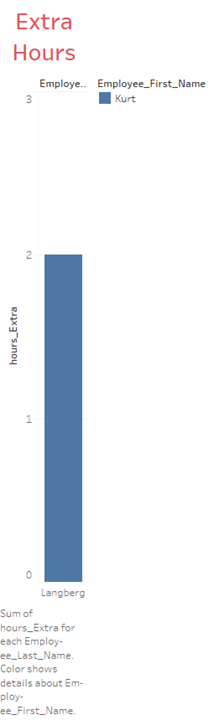 Extra
Hours
Employe..
Employee_First_Name
Kurt
3
2
hours_Extra
1
0
Langberg
Sum of
hours_Extra for
each Employ-
ee_Last_Name.
Color shows
details about Em-
ploy-
ee_First_Name.